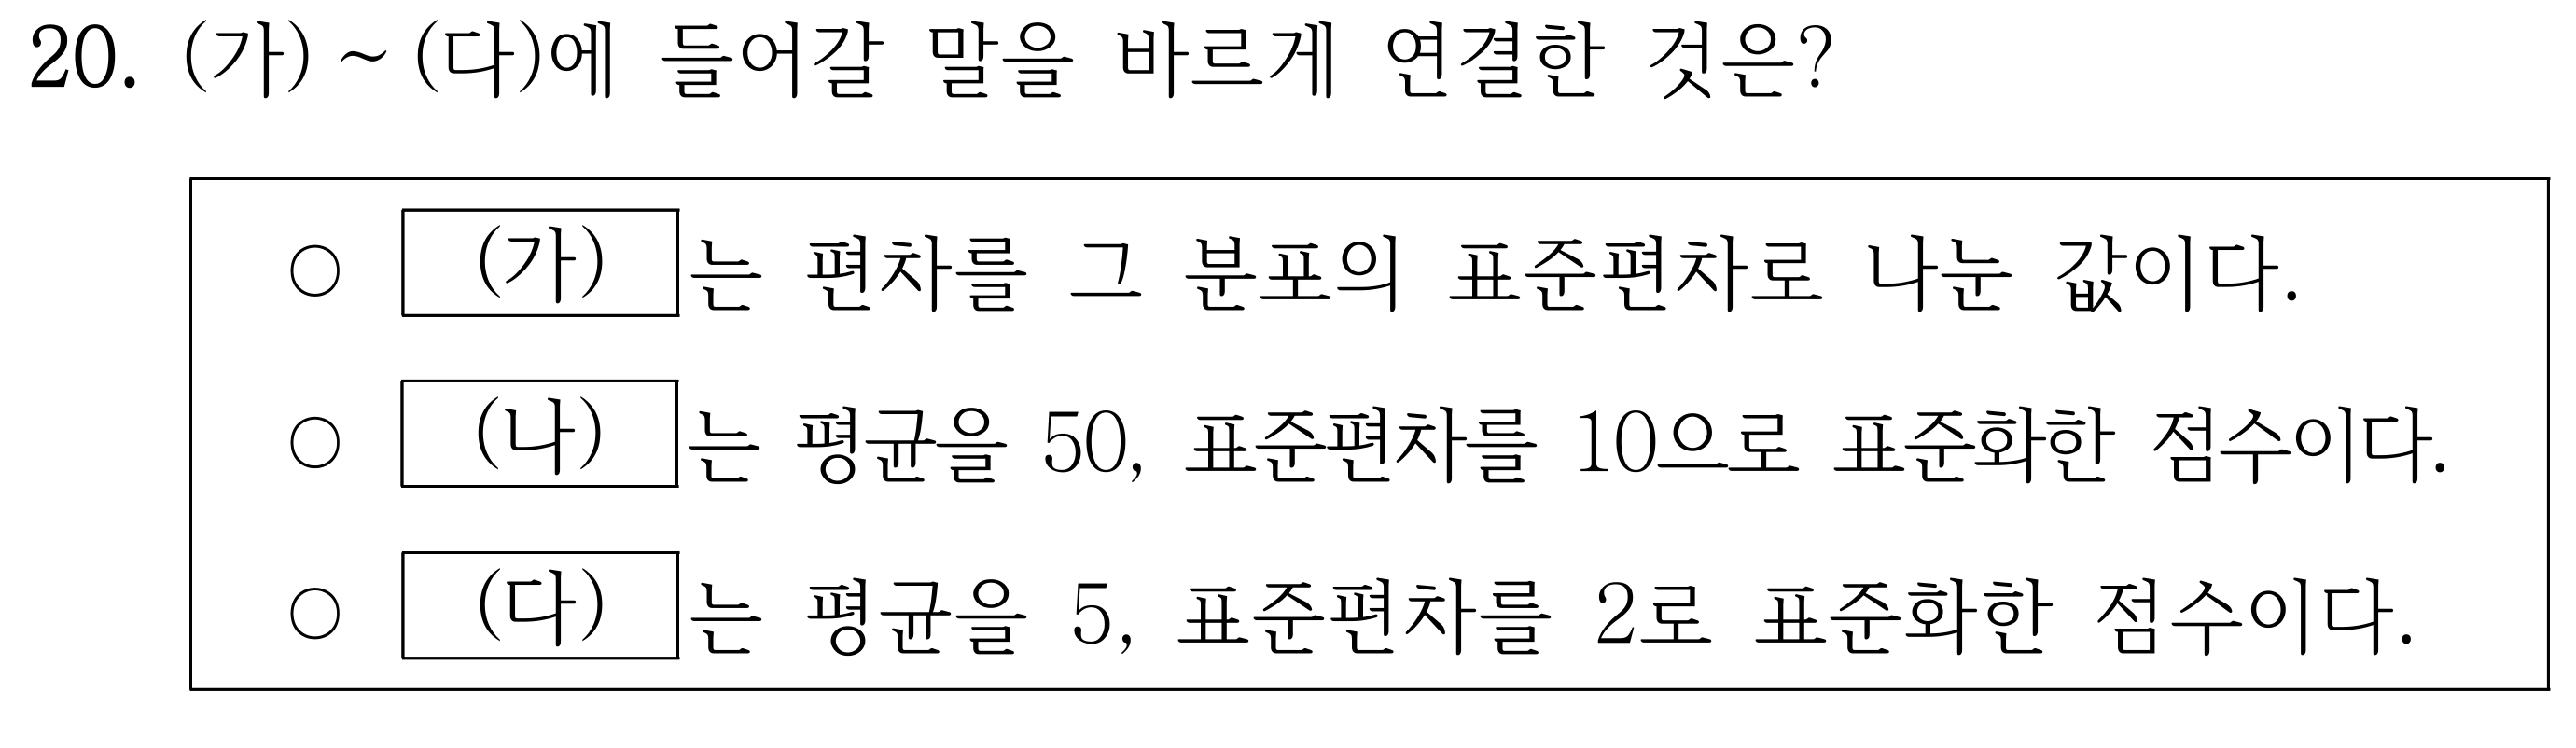 20. (가) ~ (다)에 들어갈 말을 바르게 연결한 것은?
○ (가) 는 편차를 그 분포의 표준편차로 나눈 값이다.
○ (나) 는 평균을 50, 표준편차를 10으로 표준화한 점수이다.
○ (다) 는 평균을 5, 표준편차를 2로 표준화한 점수이다.